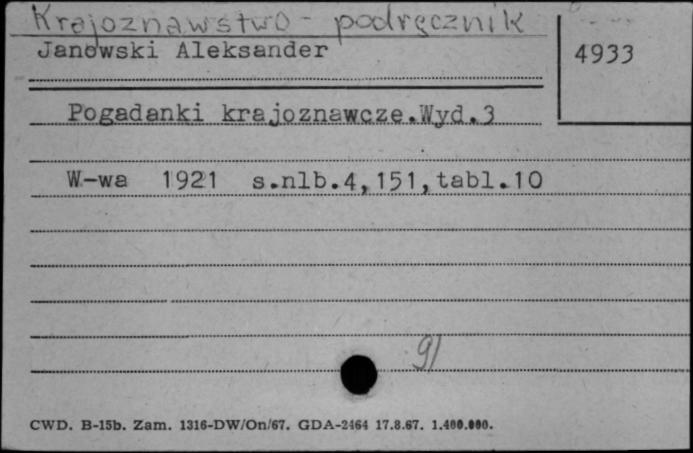 Krajoznawstwo - podręcznik
Janowski Aleksander
4933
Pogadanki krajoznawcze.Wyd.3
W-wa 1921 s.nlb.4,151,tabl.10
91
CWD. B-15b. Zam. 1316-DW/On/67. GDA-2464 17.8.67. 1.400.000.